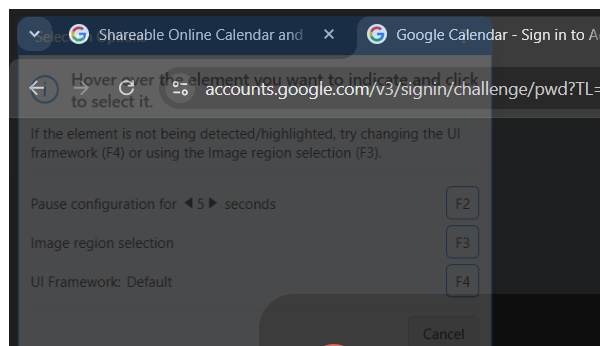 Shareable Online Calendar and
Google Calendar - Sign in to A
Hover over the element you want to indicate and click
to select it.
accounts.google.com/v3/signin/challenge/pwd?TL=
If the element is not being detected/highlighted, try changing the UI
framework (F4) or using the Image region selection (F3).
Pause configuration for 5 seconds
F2
Image region selection
F3
UI Framework: Default
F4
Cancel